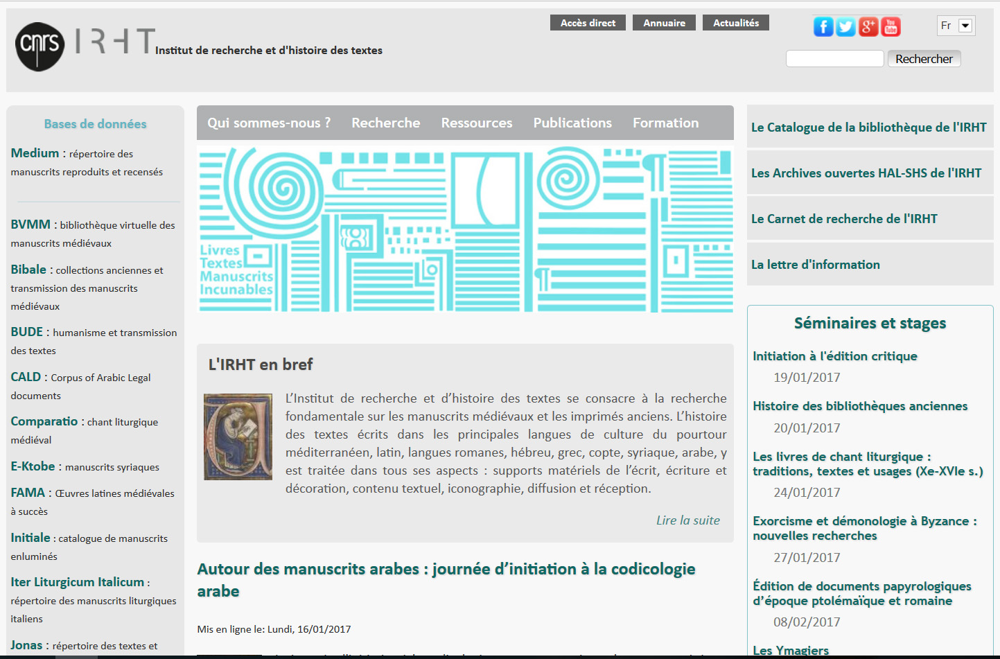 Accès direct
Annuaire
Actualités
Fr
cnrs
IRHT
Institut de recherche et d'histoire des textes
Rechercher
Bases de données
Medium : répertoire des
manuscrits reproduits et recensés
BVMM : bibliothèque virtuelle des
manuscrits médiévaux
Bibale : collections anciennes et
transmission des manuscrits
médiévaux
BUDE : humanisme et transmission
des textes
CALD : Corpus of Arabic Legal
documents
Comparatio : chant liturgique
médiéval
E-Ktobe : manuscrits syriaques
FAMA : Œuvres latines médiévales
à succès
Initiale : catalogue de manuscrits
enluminés
Iter Liturgicum Italicum :
répertoire des manuscrits liturgiques
italiens
Jonas : répertoire des textes et
Qui sommes-nous ?
Recherche
Ressources
Publications
Formation
Livres
Textes
Manuscrits
Incunables
L'IRHT en bref
L’Institut de recherche et d’histoire des textes se consacre à la recherche
fondamentale sur les manuscrits médiévaux et les imprimés anciens. L’histoire
des textes écrits dans les principales langues de culture du pourtour
méditerranéen, latin, langues romanes, hébreu, grec, copte, syriaque, arabe, y
est traitée dans tous ses aspects : supports matériels de l’écrit, écriture et
décoration, contenu textuel, iconographie, diffusion et réception.
Lire la suite
Autour des manuscrits arabes : journée d’initiation à la codicologie
arabe
Mis en ligne le: Lundi, 16/01/2017
Le Catalogue de la bibliothèque de l'IRHT
Les Archives ouvertes HAL-SHS de l'IRHT
Le Carnet de recherche de l'IRHT
La lettre d'information
Séminaires et stages
Initiation à l'édition critique
19/01/2017
Histoire des bibliothèques anciennes
20/01/2017
Les livres de chant liturgique :
traditions, textes et usages (Xe-XVIe s.)
24/01/2017
Exorcisme et démonologie à Byzance :
nouvelles recherches
27/01/2017
Édition de documents papyrologiques
d’époque ptolémaïque et romaine
08/02/2017
Les Ymagiers